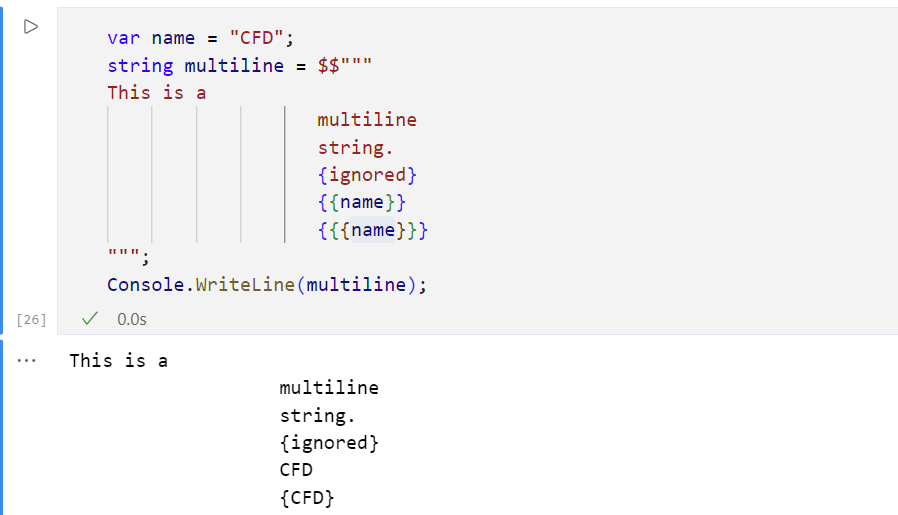 var name = "CFD";
string multiline = $$"""
This is a
                   multiline
                   string.
                   {ignored}
                   {{name}}
                   {{{name}}}
""";
Console.WriteLine(multiline);
[26] ✓ 0.0s
... This is a
                   multiline
                   string.
                   {ignored}
                   CFD
                   {CFD}